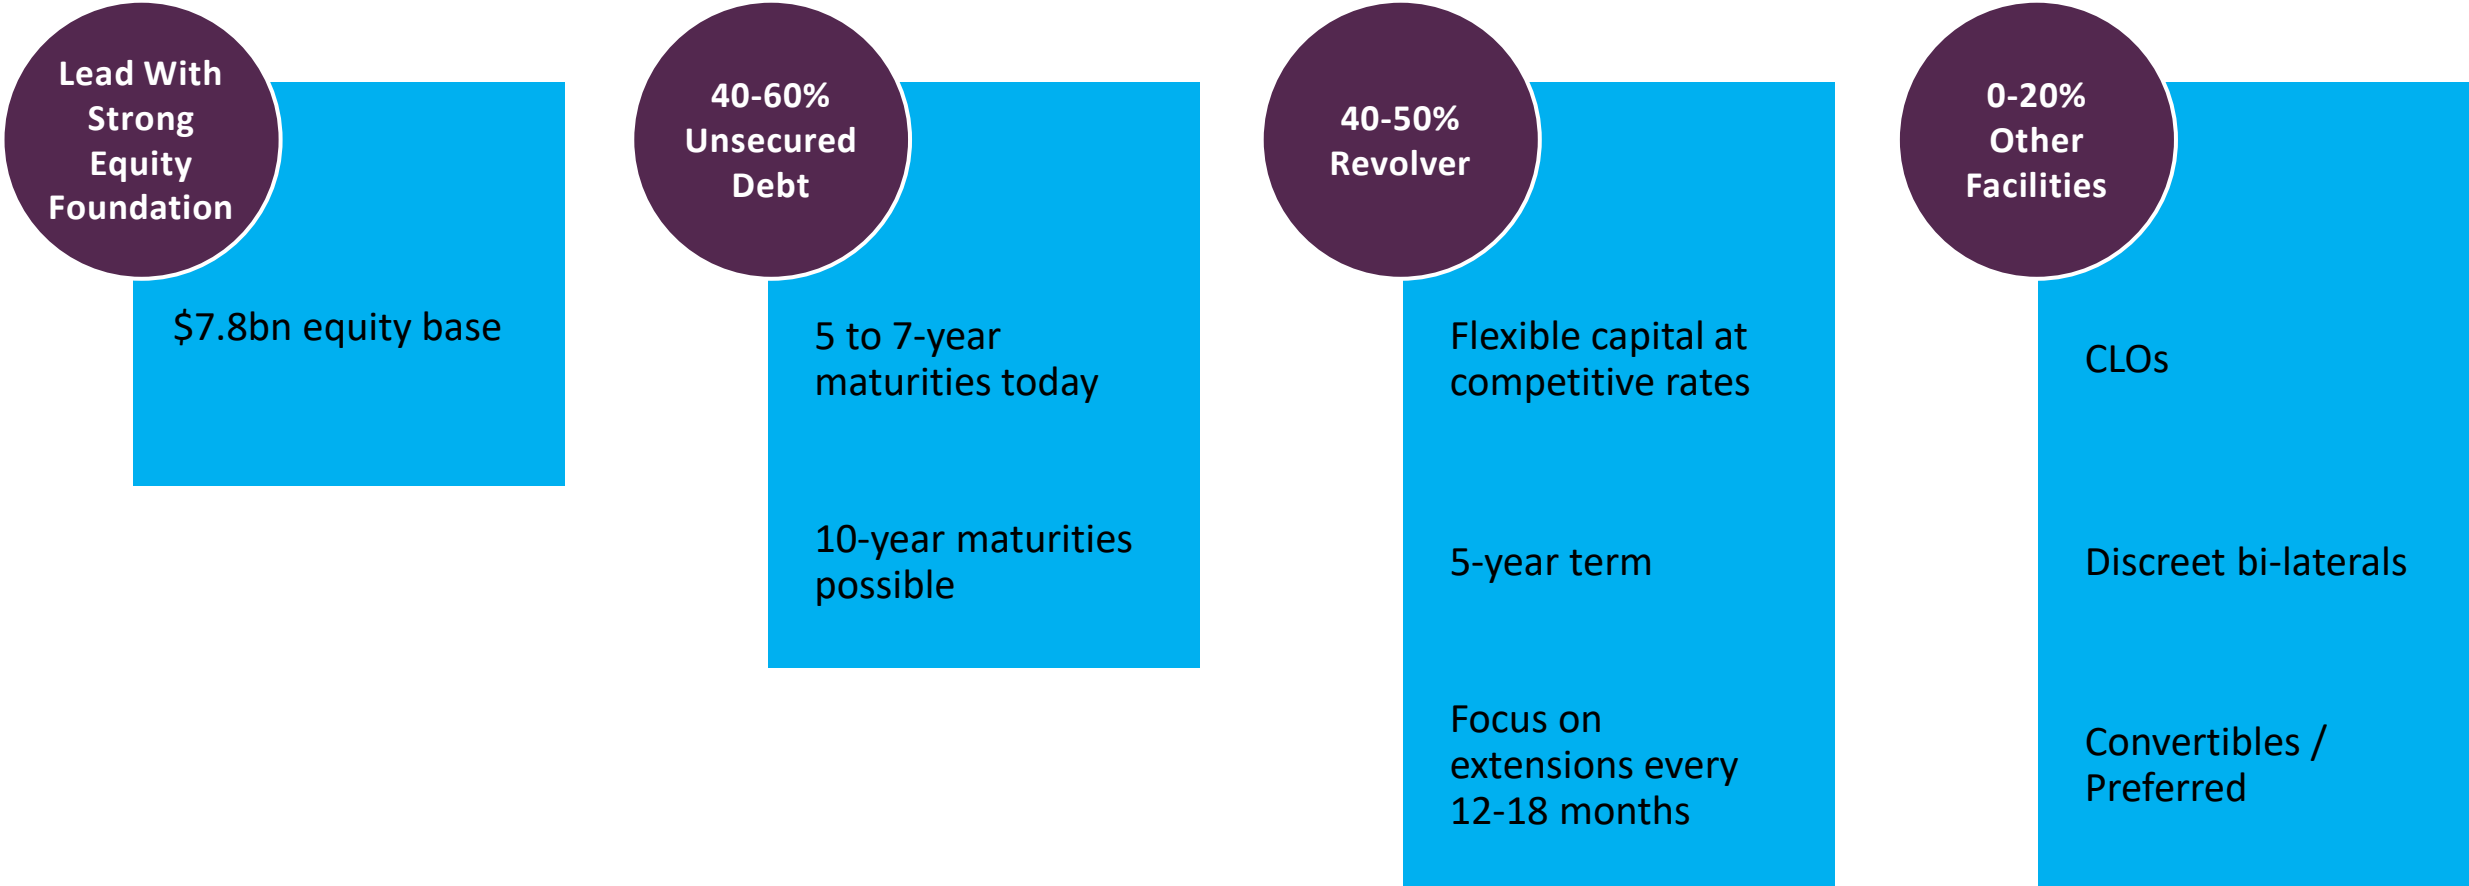 Lead With
Strong
Equity
Foundation
$7.8bn equity base
40-60%
Unsecured
Debt
5 to 7-year
maturities today
10-year maturities
possible
40-50%
Revolver
Flexible capital at
competitive rates
5-year term
Focus on
extensions every
12-18 months
0-20%
Other
Facilities
CLOs
Discreet bi-laterals
Convertibles /
Preferred